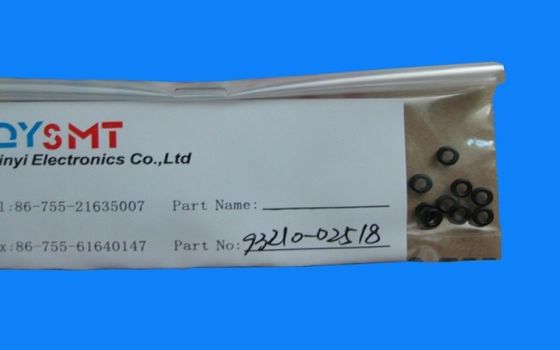 QYSMT
inyi Electronics Co.,Ltd
l:86-755-21635007 Part Name:
x:86-755-61640147 Part No: 93210-02518